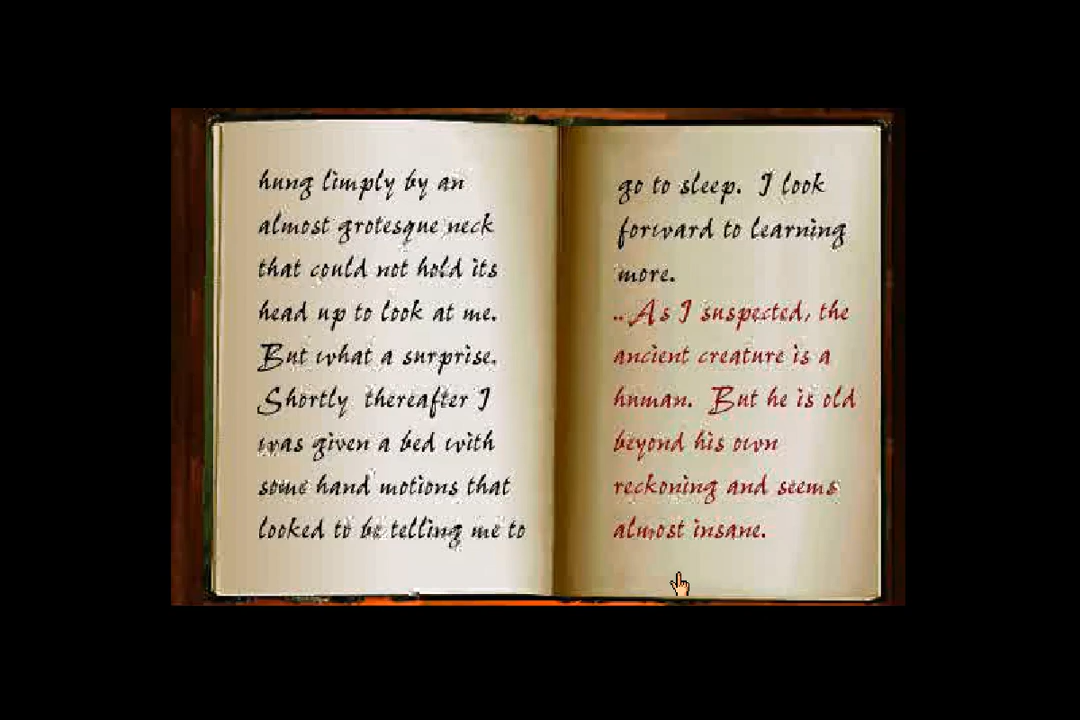 hung limply by an
almost grotesque neck
that could not hold its
head up to look at me.
But what a surprise.
Shortly thereafter I
was given a bed with
some hand motions that
looked to be telling me to
go to sleep. I look
forward to learning
more.
..As I suspected, the
ancient creature is a
human. But he is old
beyond his own
reckoning and seems
almost insane.